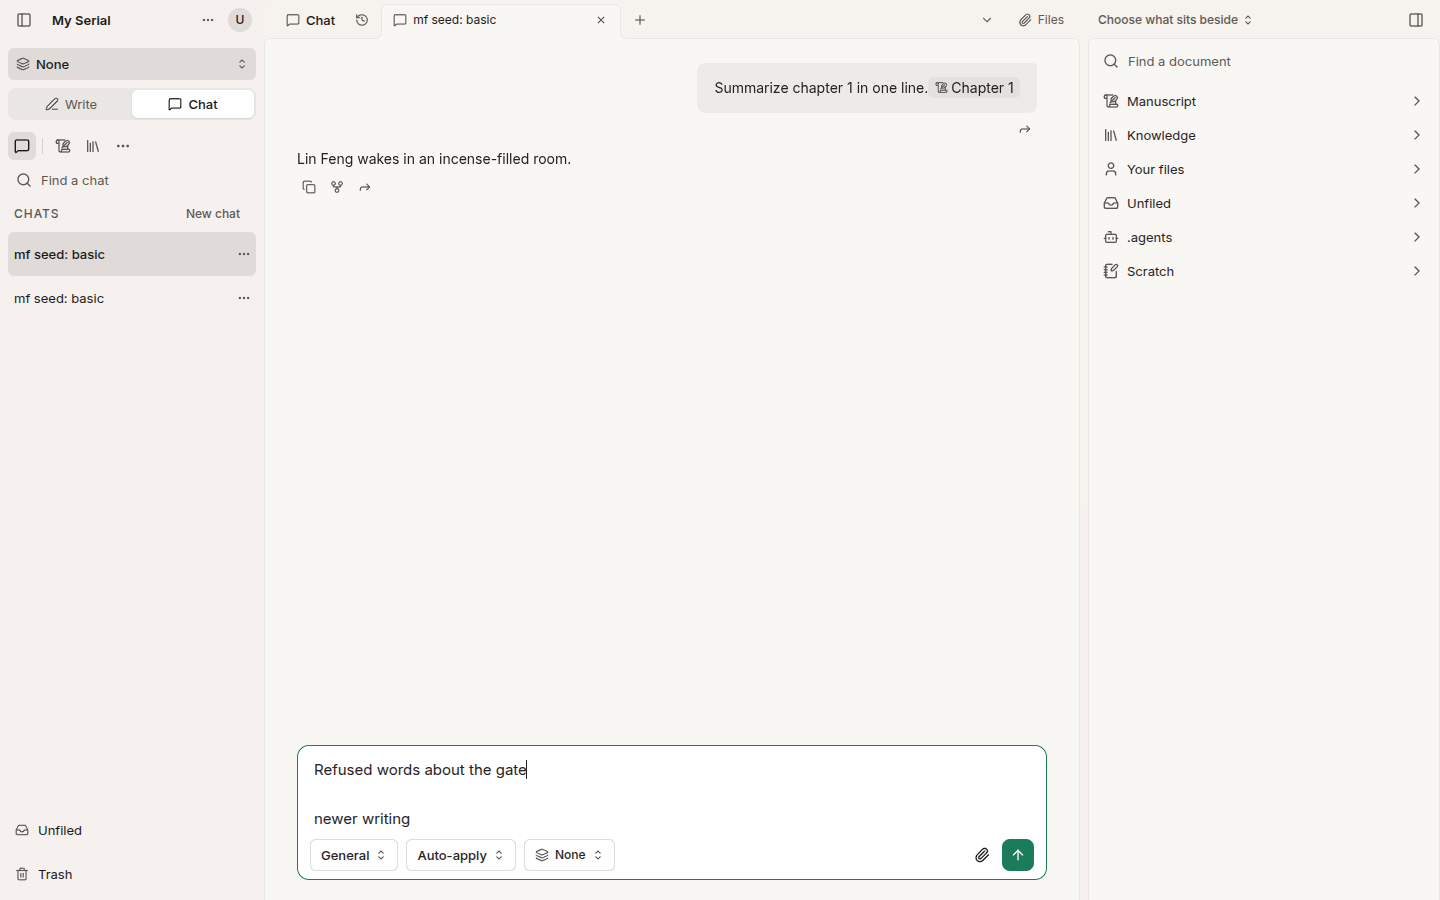 My Serial
U
None
Write
Chat
Find a chat
CHATS
New chat
mf seed: basic
mf seed: basic
Unfiled
Trash
Chat
mf seed: basic
Files
Summarize chapter 1 in one line. Chapter 1
Lin Feng wakes in an incense-filled room.
Refused words about the gate
newer writing
General
Auto-apply
None
Choose what sits beside
Find a document
Manuscript
Knowledge
Your files
Unfiled
.agents
Scratch